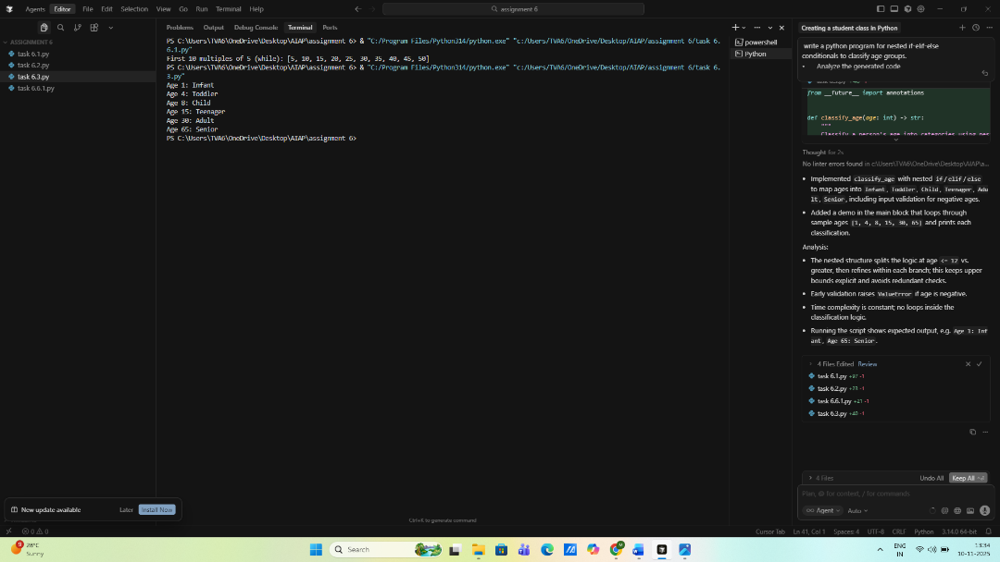 Agents Editor File Edit Selection View Go Run Terminal Help
assignment 6
ASSIGNMENT 6
task 6.1.py
task 6.2.py
task 6.3.py
task 6.6.1.py
Problems Output Debug Console Terminal Ports
PS C:\Users\TVA6\OneDrive\Desktop\AIAP\assignment 6> & "C:/Program Files/Python314/python.exe" "c:/Users/TVA6/OneDrive/Desktop/AIAP/assignment 6/task 6.
6.1.py"
First 10 multiples of 5 (while): [5, 10, 15, 20, 25, 30, 35, 40, 45, 50]
PS C:\Users\TVA6\OneDrive\Desktop\AIAP\assignment 6> & "C:/Program Files/Python314/python.exe" "c:/Users/TVA6/OneDrive/Desktop/AIAP/assignment 6/task 6.
3.py"
Age 1: Infant
Age 4: Toddler
Age 8: Child
Age 15: Teenager
Age 30: Adult
Age 65: Senior
PS C:\Users\TVA6\OneDrive\Desktop\AIAP\assignment 6>
powershell
Python
Ctrl+K to generate command
Creating a student class in Python
write a python program for nested if-elif-else
conditionals to classify age groups.
• Analyze the generated code
from __future__ import annotations
def classify_age(age: int) -> str:
"""
Classify a person's age into categories using nes
Thought for 2s
No linter errors found in c:\Users\TVA6\OneDrive\Desktop\AIAP\a...
• Implemented classify_age with nested if/elif/else
to map ages into Infant, Toddler, Child, Teenager, Adu
lt, Senior, including input validation for negative ages.
• Added a demo in the main block that loops through
sample ages [1, 4, 8, 15, 30, 65] and prints each
classification.
Analysis:
• The nested structure splits the logic at age <= 12 vs.
greater, then refines within each branch; this keeps upper
bounds explicit and avoids redundant checks.
• Early validation raises ValueError if age is negative.
• Time complexity is constant; no loops inside the
classification logic.
• Running the script shows expected output, e.g. Age 1: Inf
ant, Age 65: Senior.
4 Files Edited Review
task 6.1.py -1
task 6.2.py -1
task 6.6.1.py +41 -1
task 6.3.py +40 -1
4 Files Undo All Keep All
Plan, @ for context, / for commands
Agent Auto
New update available Later Install Now
0 0
Cursor Tab Ln 41, Col 1 Spaces: 4 UTF-8 CRLF Python 3.14.0 64-bit
28°C
Sunny
Search
ENG
IN
13:34
10-11-2025